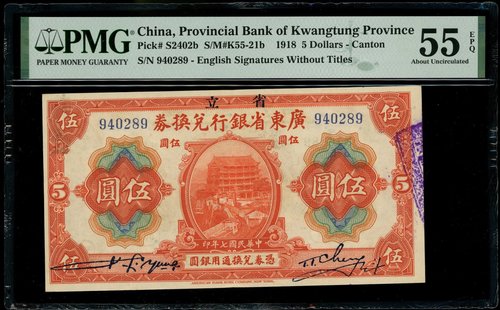 PMG
PAPER MONEY GUARANTY
China, Provincial Bank of Kwangtung Province
Pick# S2402b S/M#K55-21b 1918 5 Dollars - Canton
S/N 940289 - English Signatures Without Titles
55 EPQ
About Uncirculated
立 省
券換兌行銀省東廣
伍 940289 940289 伍
圓伍 圓伍
5 圓伍 圓伍 5
印年七國民華中
圓銀用通換兌券憑
伍 伍
AMERICAN BANK NOTE COMPANY, NEW YORK.